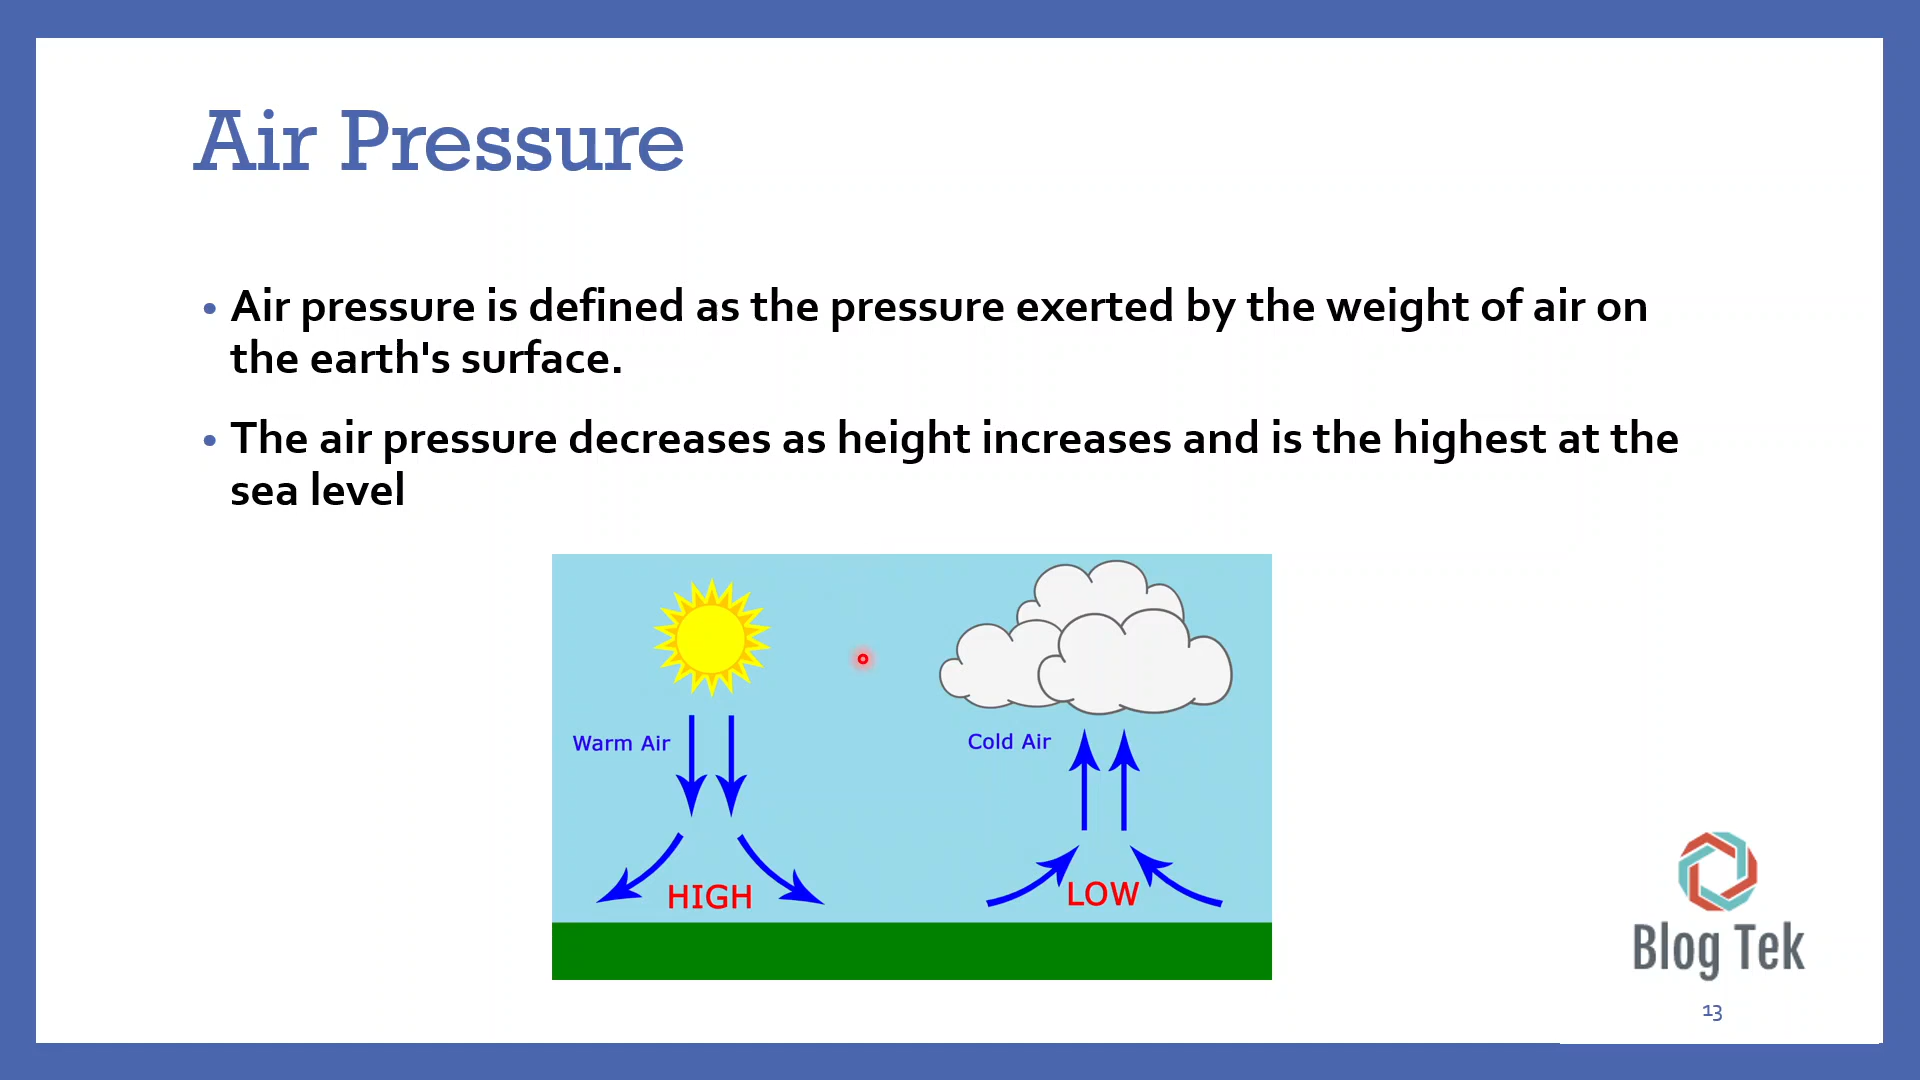 Air Pressure
• Air pressure is defined as the pressure exerted by the weight of air on
the earth's surface.
• The air pressure decreases as height increases and is the highest at the
sea level
Warm Air
Cold Air
HIGH
LOW
Blog Tek
13